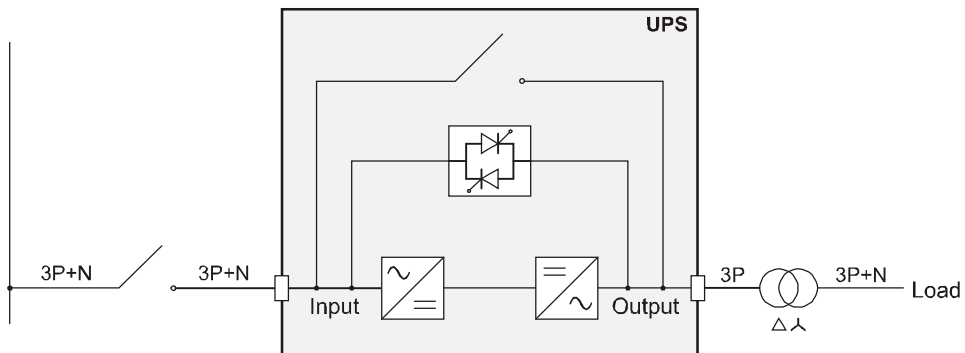 UPS
3P+N
3P+N
Input
Output
3P
3P+N
Load